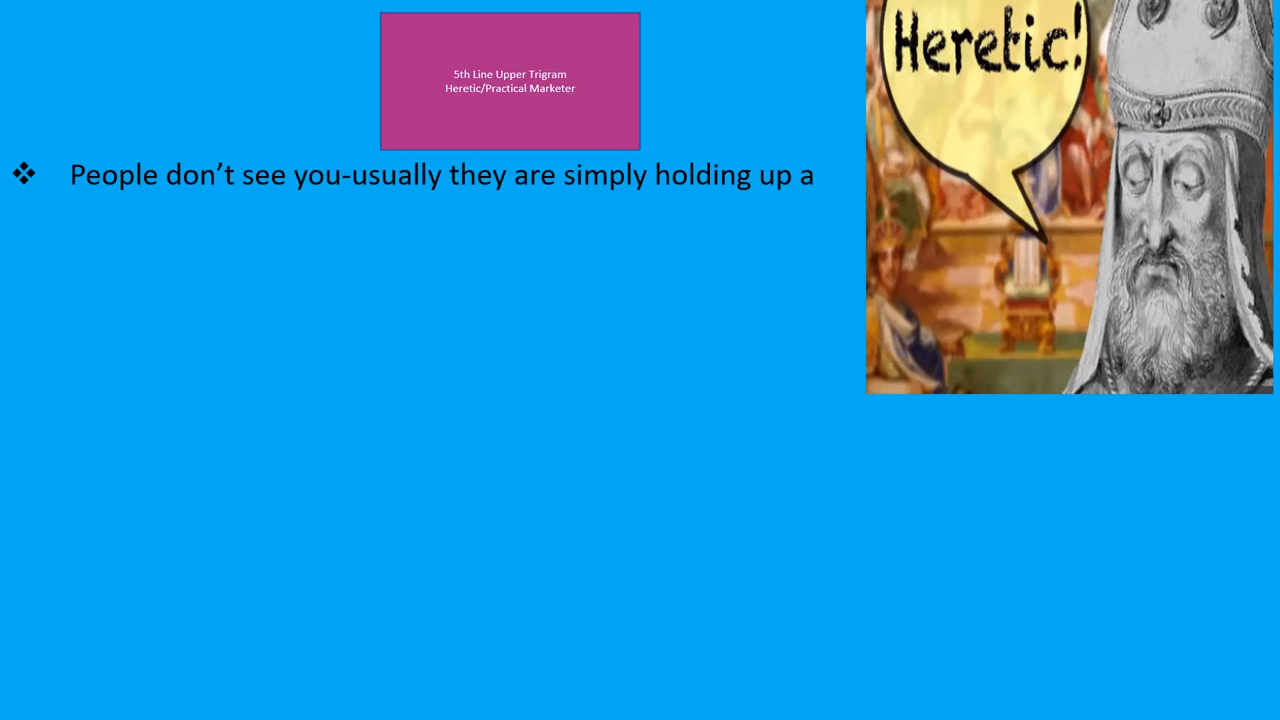 5th Line Upper Trigram
Heretic/Practical Marketer
Heretic!
❖ People don’t see you-usually they are simply holding up a